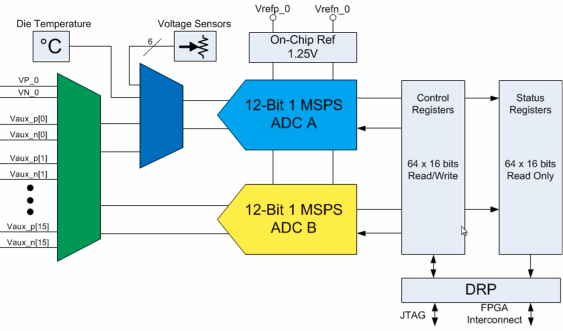 Die Temperature
Voltage Sensors
Vrefp_0
Vrefn_0
°C
6
On-Chip Ref
1.25V
VP_0
VN_0
Vaux_p[0]
Vaux_n[0]
Vaux_p[1]
Vaux_n[1]
Vaux_p[15]
Vaux_n[15]
12-Bit 1 MSPS
ADC A
12-Bit 1 MSPS
ADC B
Control
Registers
64 x 16 bits
Read/Write
Status
Registers
64 x 16 bits
Read Only
DRP
JTAG
FPGA
Interconnect